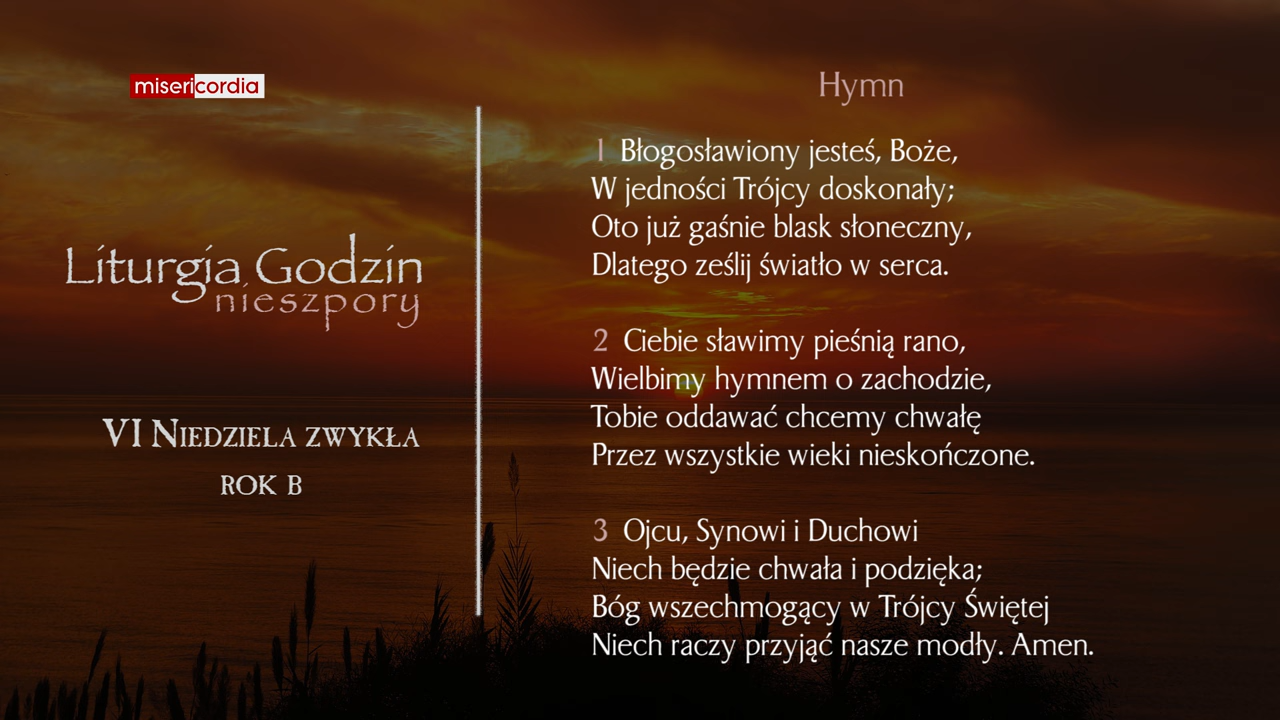 misericordia
Liturgia Godzin
nieszpory
VI Niedziela zwykła
rok B
Hymn
1 Błogosławiony jesteś, Boże,
W jedności Trójcy doskonały;
Oto już gaśnie blask słoneczny,
Dlatego ześlij światło w serca.
2 Ciebie sławimy pieśnią rano,
Wielbimy hymnem o zachodzie,
Tobie oddawać chcemy chwałę
Przez wszystkie wieki nieskończone.
3 Ojcu, Synowi i Duchowi
Niech będzie chwała i podzięka;
Bóg wszechmogący w Trójcy Świętej
Niech raczy przyjąć nasze modły. Amen.